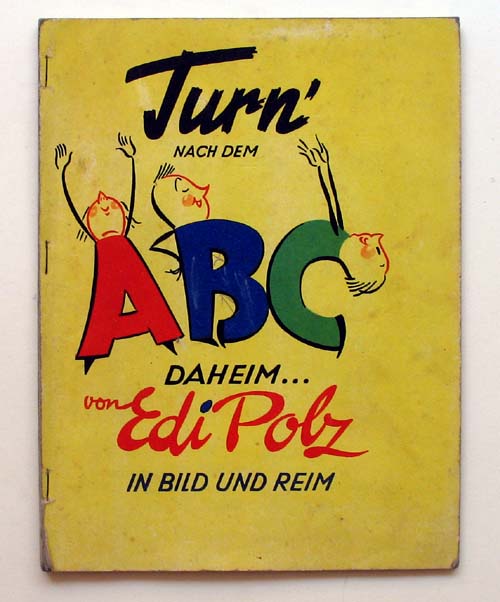 Turn'
NACH DEM
ABC
DAHEIM...
von Edi Polz
IN BILD UND REIM